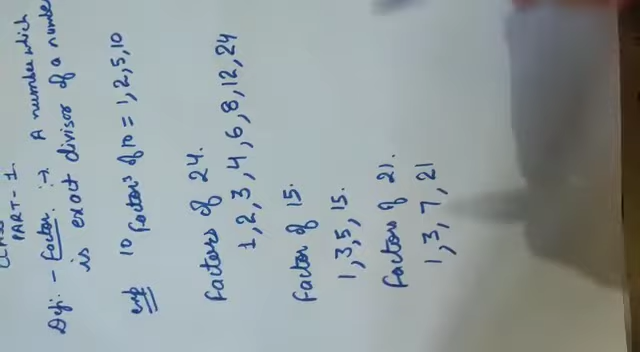 PART-1
Def:- Factor :→ A number which
is exact divisor of a number
exp 10 Factors of 10 = 1,2,5,10
Factors of 24.
1,2,3,4,6,8,12,24
Factor of 15.
1,3,5,15.
Factors of 21.
1,3,7,21